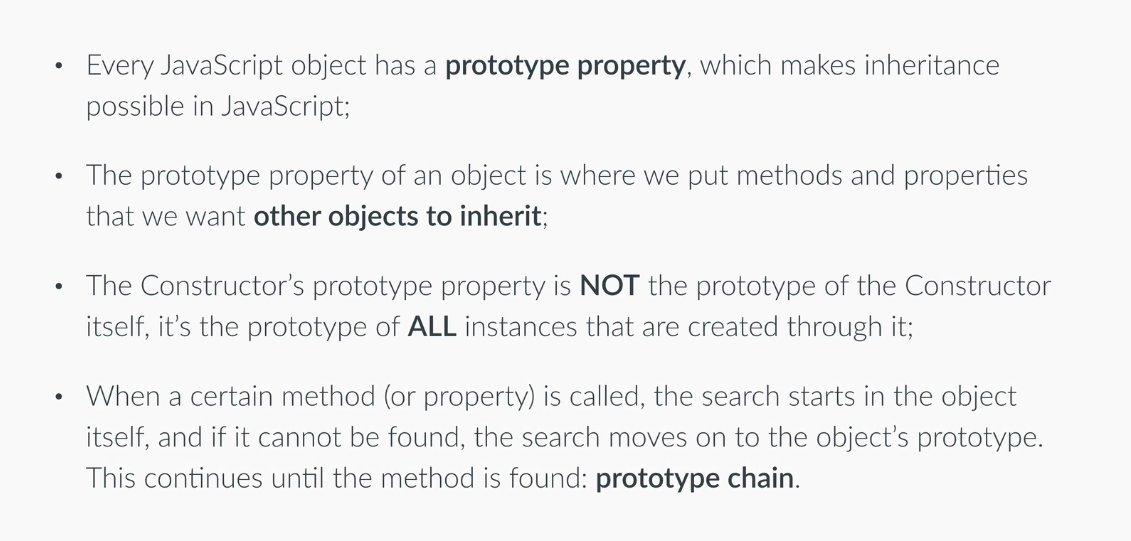 • Every JavaScript object has a prototype property, which makes inheritance
possible in JavaScript;
• The prototype property of an object is where we put methods and properties
that we want other objects to inherit;
• The Constructor’s prototype property is NOT the prototype of the Constructor
itself, it’s the prototype of ALL instances that are created through it;
• When a certain method (or property) is called, the search starts in the object
itself, and if it cannot be found, the search moves on to the object’s prototype.
This continues until the method is found: prototype chain.